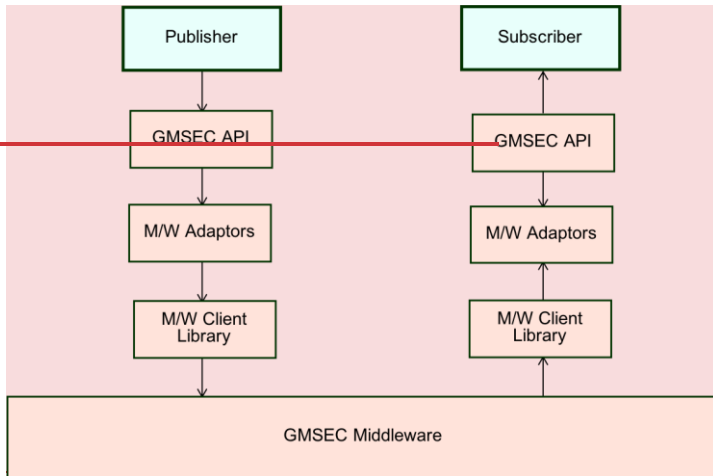 Publisher
Subscriber
GMSEC API
GMSEC API
M/W Adaptors
M/W Adaptors
M/W Client
Library
M/W Client
Library
GMSEC Middleware